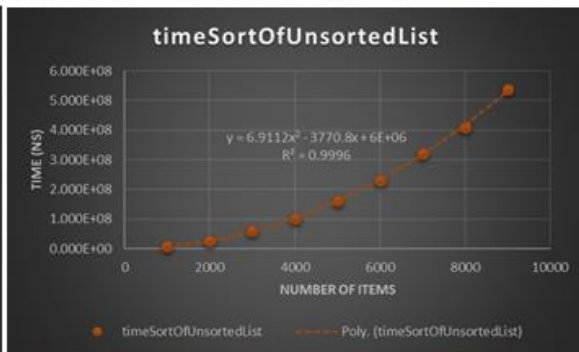 timeSortOfUnsortedList
6.000E+08
5.000E+08
4.000E+08
3.000E+08
2.000E+08
1.000E+08
0.000E+00
TIME (NS)
y = 6.9112x² - 3770.8x + 6E+06
R² = 0.9996
0 2000 4000 6000 8000 10000
NUMBER OF ITEMS
timeSortOfUnsortedList Poly. (timeSortOfUnsortedList)